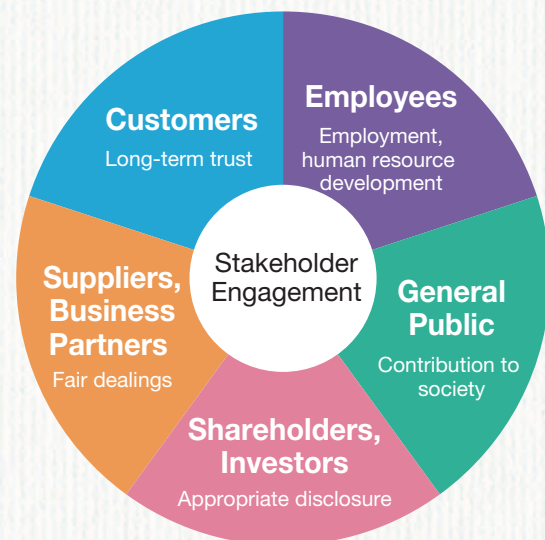 Customers
Long-term trust
Employees
Employment,
human resource
development
Stakeholder
Engagement
Suppliers,
Business
Partners
Fair dealings
General
Public
Contribution to
society
Shareholders,
Investors
Appropriate disclosure